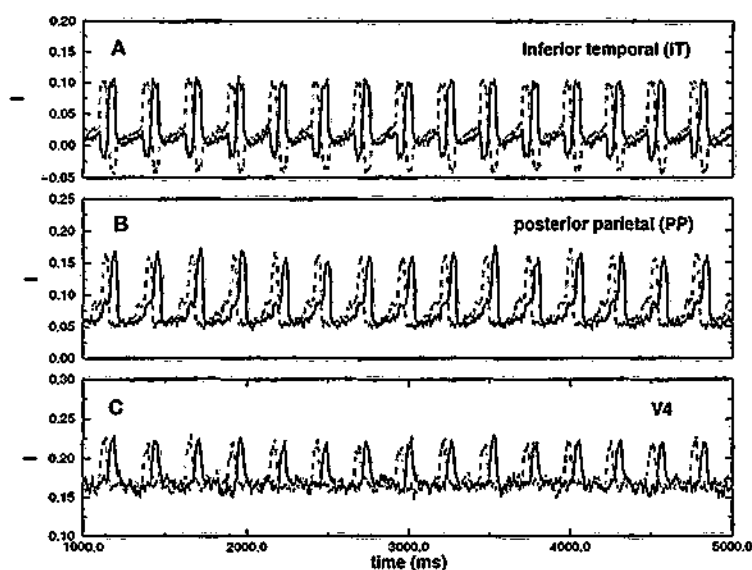 0.20
A
Inferior temporal (IT)
0.15
0.10
I
0.05
0.00
−0.05
0.25
B
posterior parietal (PP)
0.20
0.15
I
0.10
0.05
0.00
0.30
C
V4
0.25
0.20
I
0.15
0.10
1000.0 2000.0 3000.0 4000.0 5000.0
time (ms)